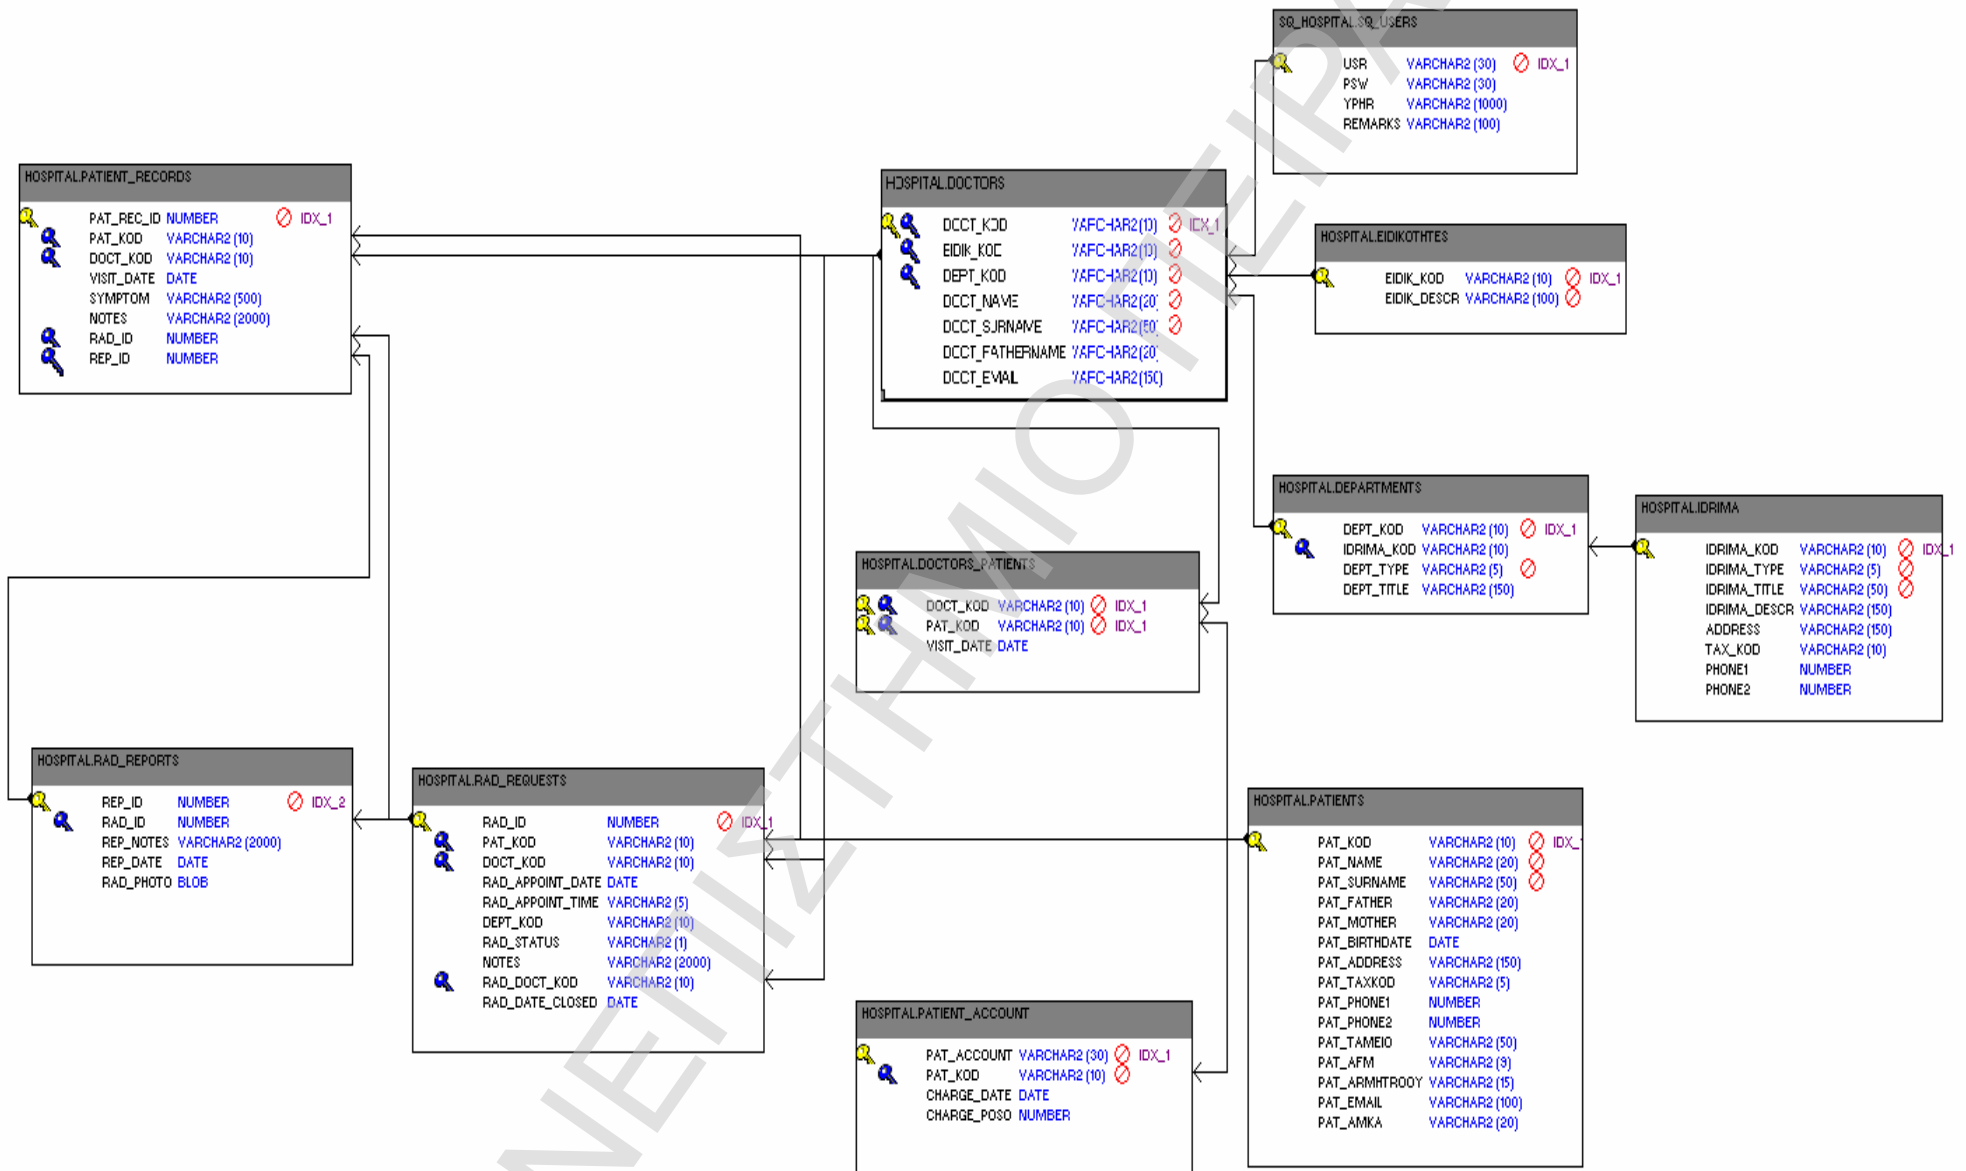 SQ_HOSPITAL.SQ_USERS
USR VARCHAR2 (30) IDX_1
PSW VARCHAR2 (30)
YPHR VARCHAR2 (1000)
REMARKS VARCHAR2 (100)
HOSPITAL.PATIENT_RECORDS
PAT_REC_ID NUMBER IDX_1
PAT_KOD VARCHAR2 (10)
DOCT_KOD VARCHAR2 (10)
VISIT_DATE DATE
SYMPTOM VARCHAR2 (500)
NOTES VARCHAR2 (2000)
RAD_ID NUMBER
REP_ID NUMBER
HOSPITAL.DOCTORS
DOCT_KOD VARCHAR2 (10) IDX_1
EIDIK_KOD VARCHAR2 (10)
DEPT_KOD VARCHAR2 (10)
DOCT_NAME VARCHAR2 (20)
DOCT_SURNAME VARCHAR2 (50)
DOCT_FATHERNAME VARCHAR2 (20)
DOCT_EMAIL VARCHAR2 (150)
HOSPITAL.EIDIKOTHTES
EIDIK_KOD VARCHAR2 (10) IDX_1
EIDIK_DESCR VARCHAR2 (100)
HOSPITAL.DEPARTMENTS
DEPT_KOD VARCHAR2 (10) IDX_1
IDRIMA_KOD VARCHAR2 (10)
DEPT_TYPE VARCHAR2 (5)
DEPT_TITLE VARCHAR2 (150)
HOSPITAL.IDRIMA
IDRIMA_KOD VARCHAR2 (10) IDX_1
IDRIMA_TYPE VARCHAR2 (5)
IDRIMA_TITLE VARCHAR2 (50)
IDRIMA_DESCR VARCHAR2 (150)
ADDRESS VARCHAR2 (150)
TAX_KOD VARCHAR2 (10)
PHONE1 NUMBER
PHONE2 NUMBER
HOSPITAL.DOCTORS_PATIENTS
DOCT_KOD VARCHAR2 (10) IDX_1
PAT_KOD VARCHAR2 (10) IDX_1
VISIT_DATE DATE
HOSPITAL.RAD_REPORTS
REP_ID NUMBER IDX_2
RAD_ID NUMBER
REP_NOTES VARCHAR2 (2000)
REP_DATE DATE
RAD_PHOTO BLOB
HOSPITAL.RAD_REQUESTS
RAD_ID NUMBER IDX_1
PAT_KOD VARCHAR2 (10)
DOCT_KOD VARCHAR2 (10)
RAD_APPOINT_DATE DATE
RAD_APPOINT_TIME VARCHAR2 (5)
DEPT_KOD VARCHAR2 (10)
RAD_STATUS VARCHAR2 (1)
NOTES VARCHAR2 (2000)
RAD_DOCT_KOD VARCHAR2 (10)
RAD_DATE_CLOSED DATE
HOSPITAL.PATIENTS
PAT_KOD VARCHAR2 (10) IDX_
PAT_NAME VARCHAR2 (20)
PAT_SURNAME VARCHAR2 (50)
PAT_FATHER VARCHAR2 (20)
PAT_MOTHER VARCHAR2 (20)
PAT_BIRTHDATE DATE
PAT_ADDRESS VARCHAR2 (150)
PAT_TAXKOD VARCHAR2 (5)
PAT_PHONE1 NUMBER
PAT_PHONE2 NUMBER
PAT_TAMEIO VARCHAR2 (50)
PAT_AFM VARCHAR2 (9)
PAT_ARMHTROOY VARCHAR2 (15)
PAT_EMAIL VARCHAR2 (100)
PAT_AMKA VARCHAR2 (20)
HOSPITAL.PATIENT_ACCOUNT
PAT_ACCOUNT VARCHAR2 (30) IDX_1
PAT_KOD VARCHAR2 (10)
CHARGE_DATE DATE
CHARGE_POSO NUMBER